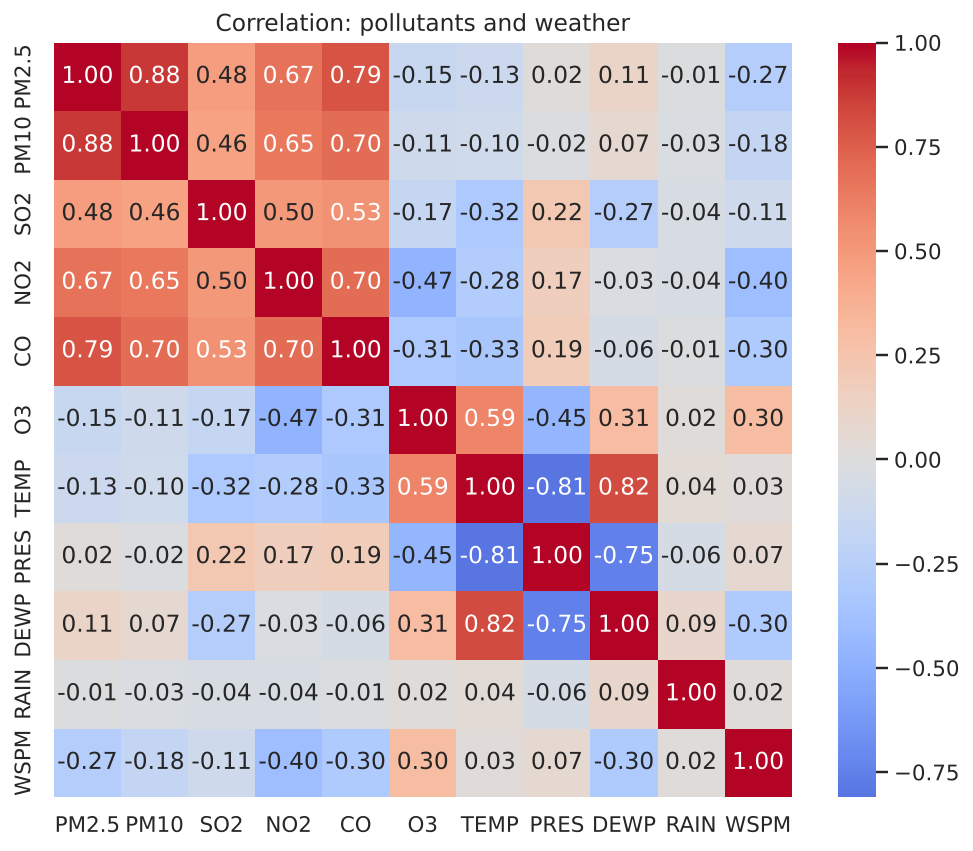 Correlation: pollutants and weather
PM2.5 1.00 0.88 0.48 0.67 0.79 -0.15 -0.13 0.02 0.11 -0.01 -0.27
PM10 0.88 1.00 0.46 0.65 0.70 -0.11 -0.10 -0.02 0.07 -0.03 -0.18
SO2 0.48 0.46 1.00 0.50 0.53 -0.17 -0.32 0.22 -0.27 -0.04 -0.11
NO2 0.67 0.65 0.50 1.00 0.70 -0.47 -0.28 0.17 -0.03 -0.04 -0.40
CO 0.79 0.70 0.53 0.70 1.00 -0.31 -0.33 0.19 -0.06 -0.01 -0.30
O3 -0.15 -0.11 -0.17 -0.47 -0.31 1.00 0.59 -0.45 0.31 0.02 0.30
TEMP -0.13 -0.10 -0.32 -0.28 -0.33 0.59 1.00 -0.81 0.82 0.04 0.03
PRES 0.02 -0.02 0.22 0.17 0.19 -0.45 -0.81 1.00 -0.75 -0.06 0.07
DEWP 0.11 0.07 -0.27 -0.03 -0.06 0.31 0.82 -0.75 1.00 0.09 -0.30
RAIN -0.01 -0.03 -0.04 -0.04 -0.01 0.02 0.04 -0.06 0.09 1.00 0.02
WSPM -0.27 -0.18 -0.11 -0.40 -0.30 0.30 0.03 0.07 -0.30 0.02 1.00
PM2.5 PM10 SO2 NO2 CO O3 TEMP PRES DEWP RAIN WSPM
1.00
0.75
0.50
0.25
0.00
−0.25
−0.50
−0.75